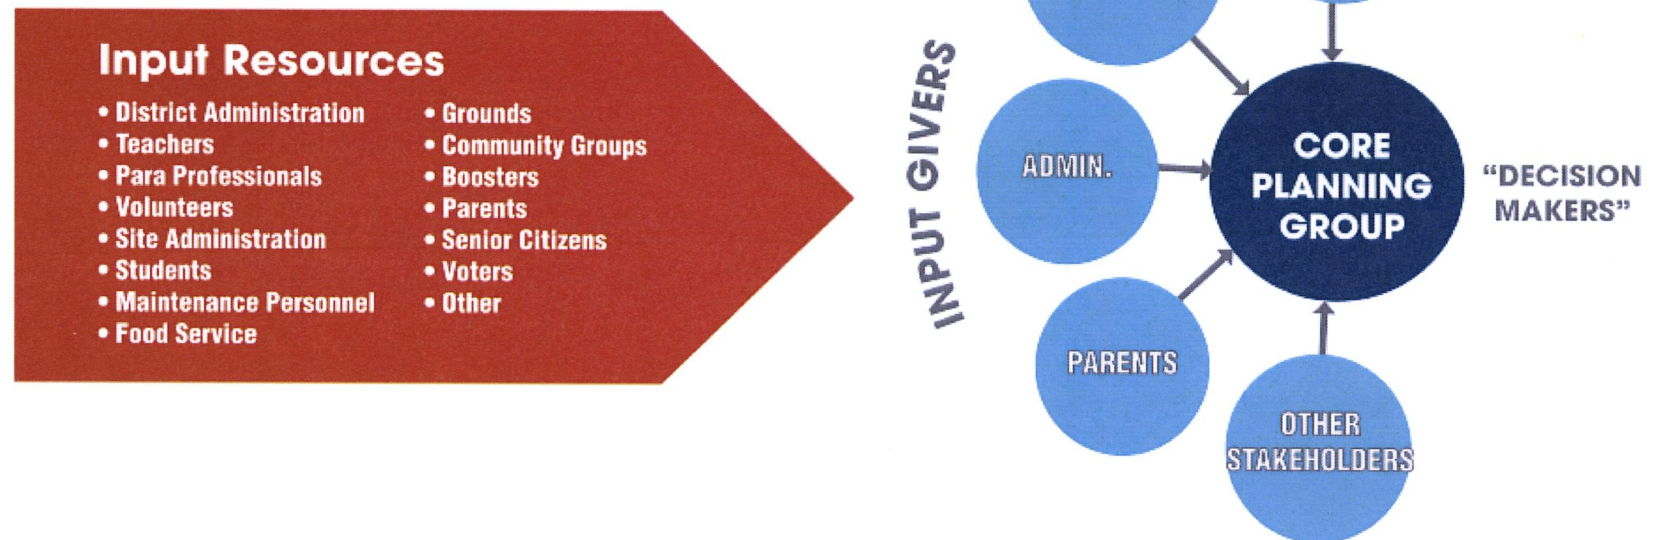 Input Resources
• District Administration
• Teachers
• Para Professionals
• Volunteers
• Site Administration
• Students
• Maintenance Personnel
• Food Service
• Grounds
• Community Groups
• Boosters
• Parents
• Senior Citizens
• Voters
• Other
INPUT GIVERS
ADMIN.
PARENTS
OTHER
STAKEHOLDERS
CORE
PLANNING
GROUP
“DECISION
MAKERS”